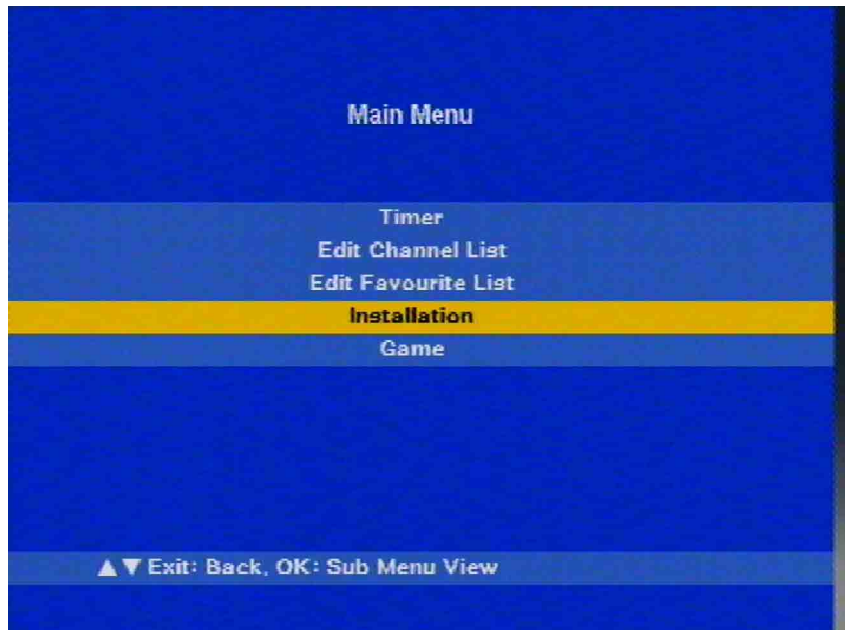 Main Menu
Timer
Edit Channel List
Edit Favourite List
Installation
Game
▲▼ Exit: Back, OK: Sub Menu View